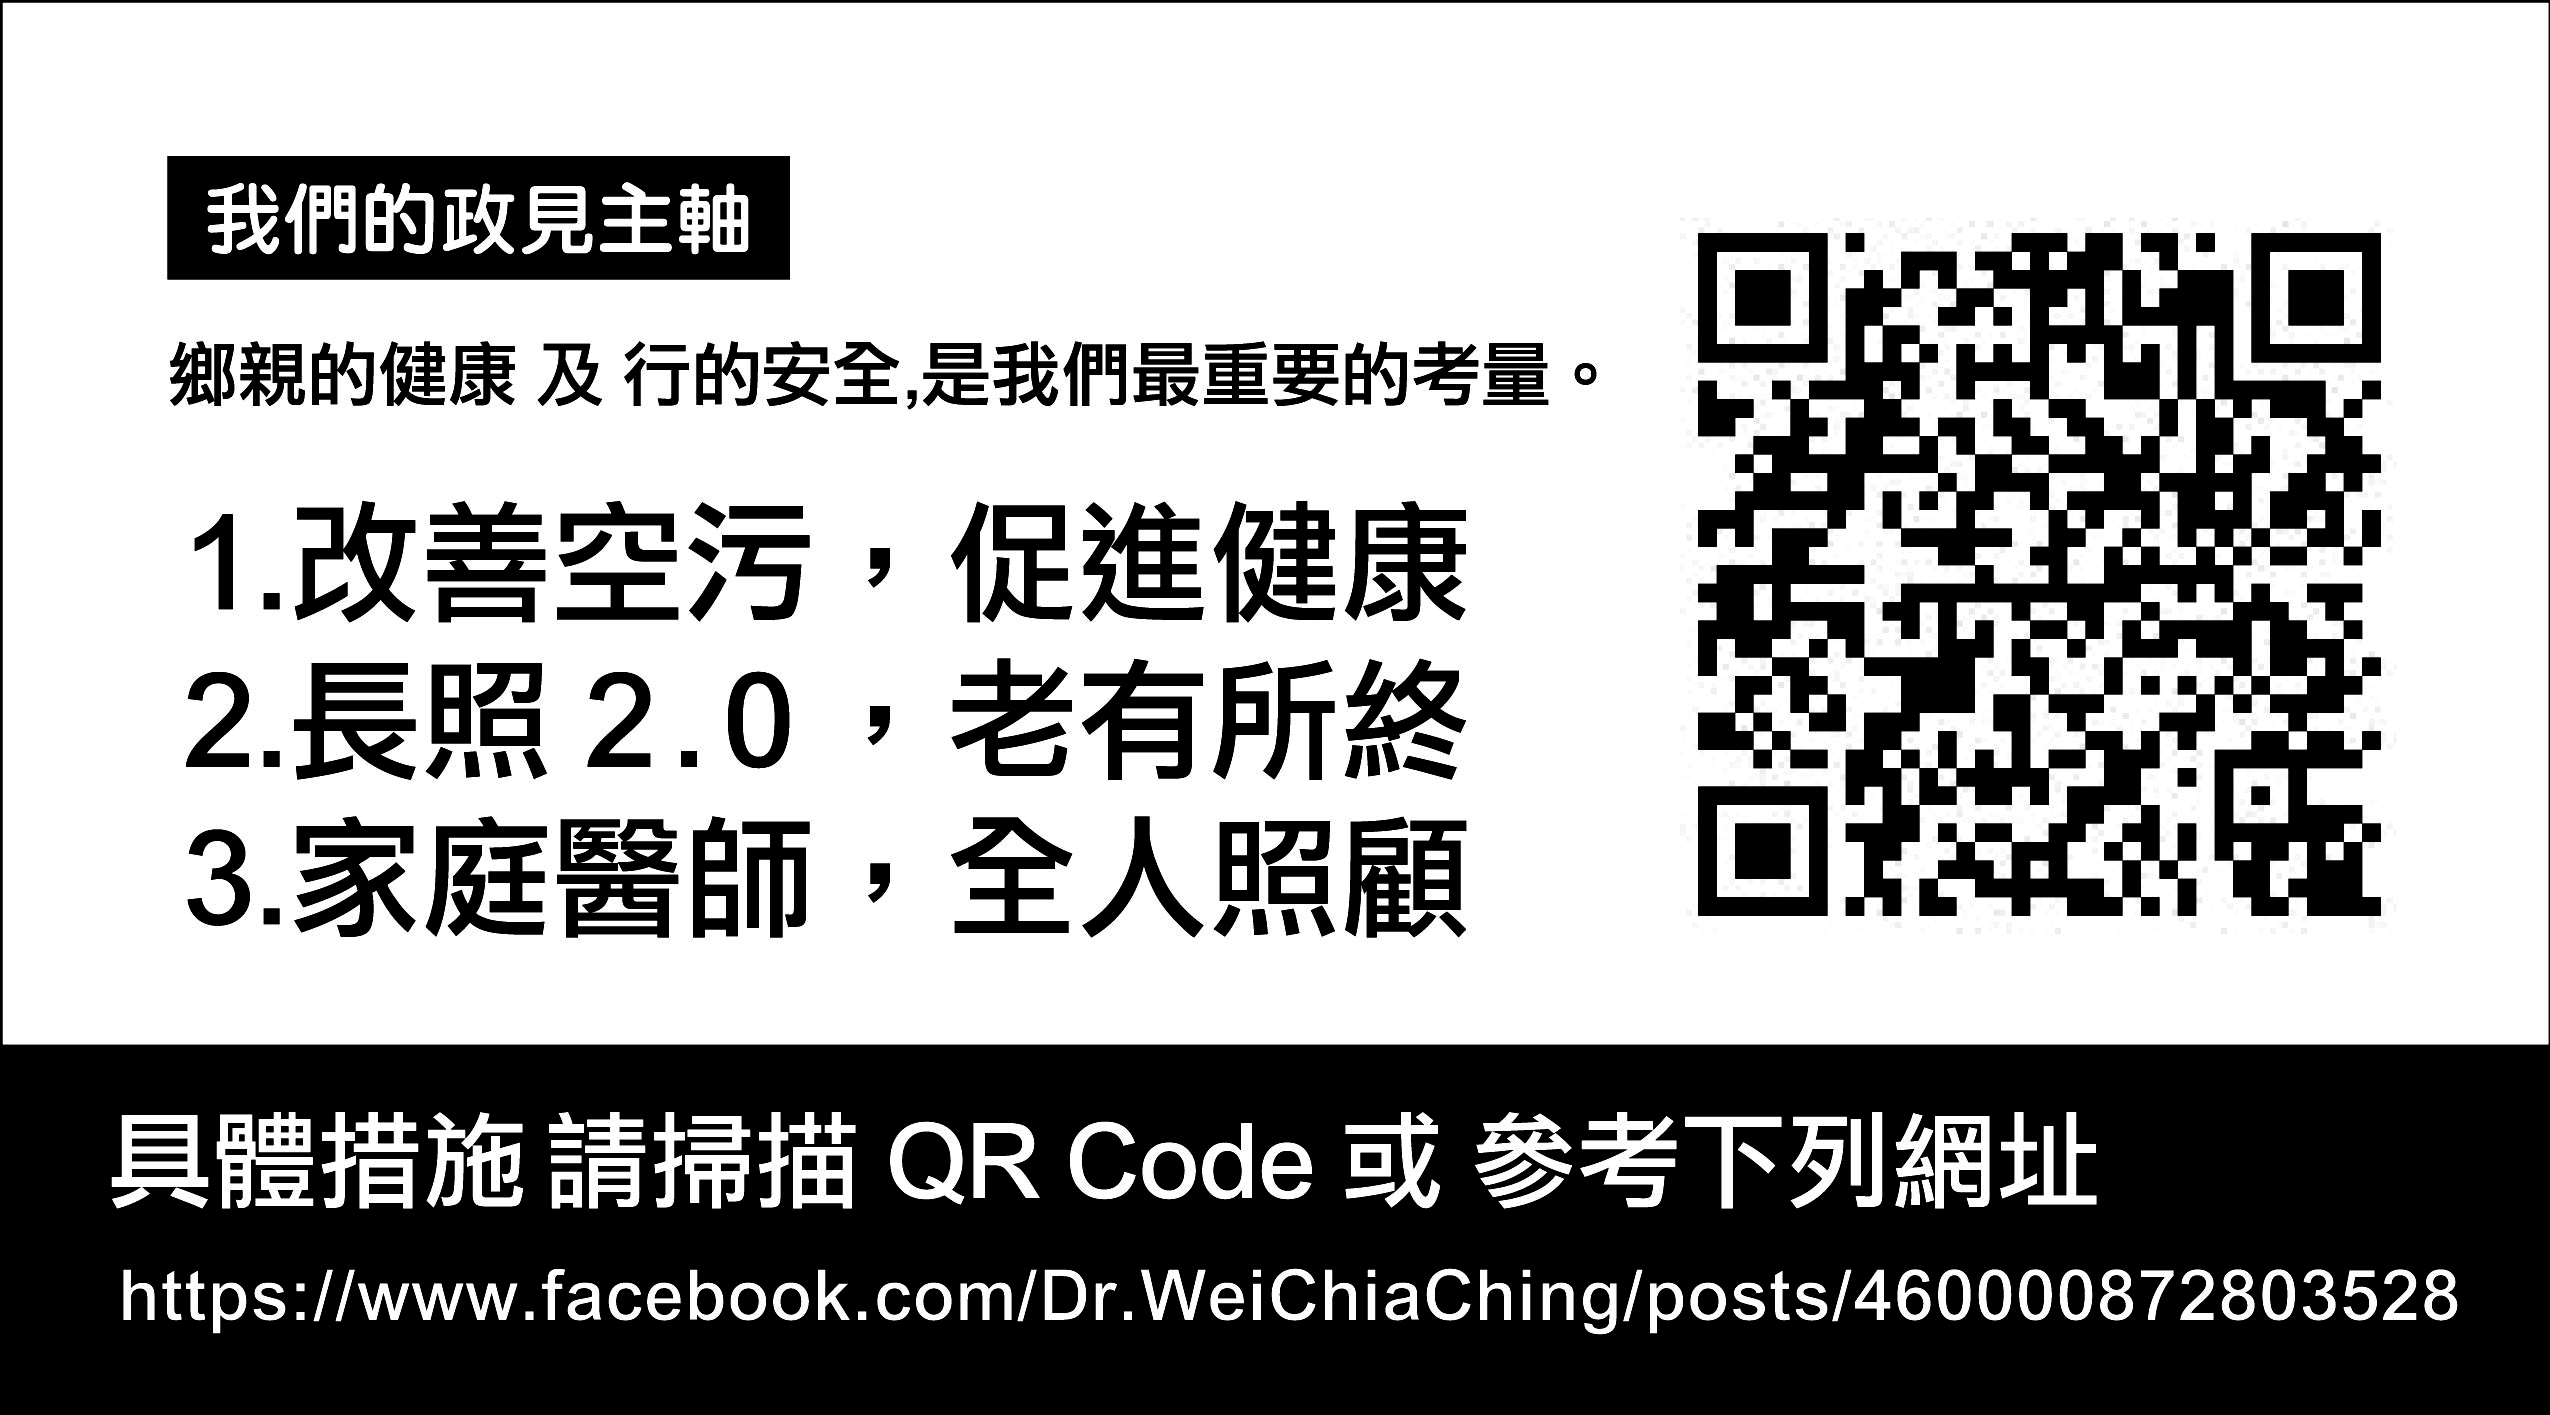 我們的政見主軸
鄉親的健康 及 行的安全,是我們最重要的考量。
1.改善空污，促進健康
2.長照2.0，老有所終
3.家庭醫師，全人照顧
具體措施 請掃描 QR Code 或 參考下列網址
https://www.facebook.com/Dr.WeiChiaChing/posts/460000872803528